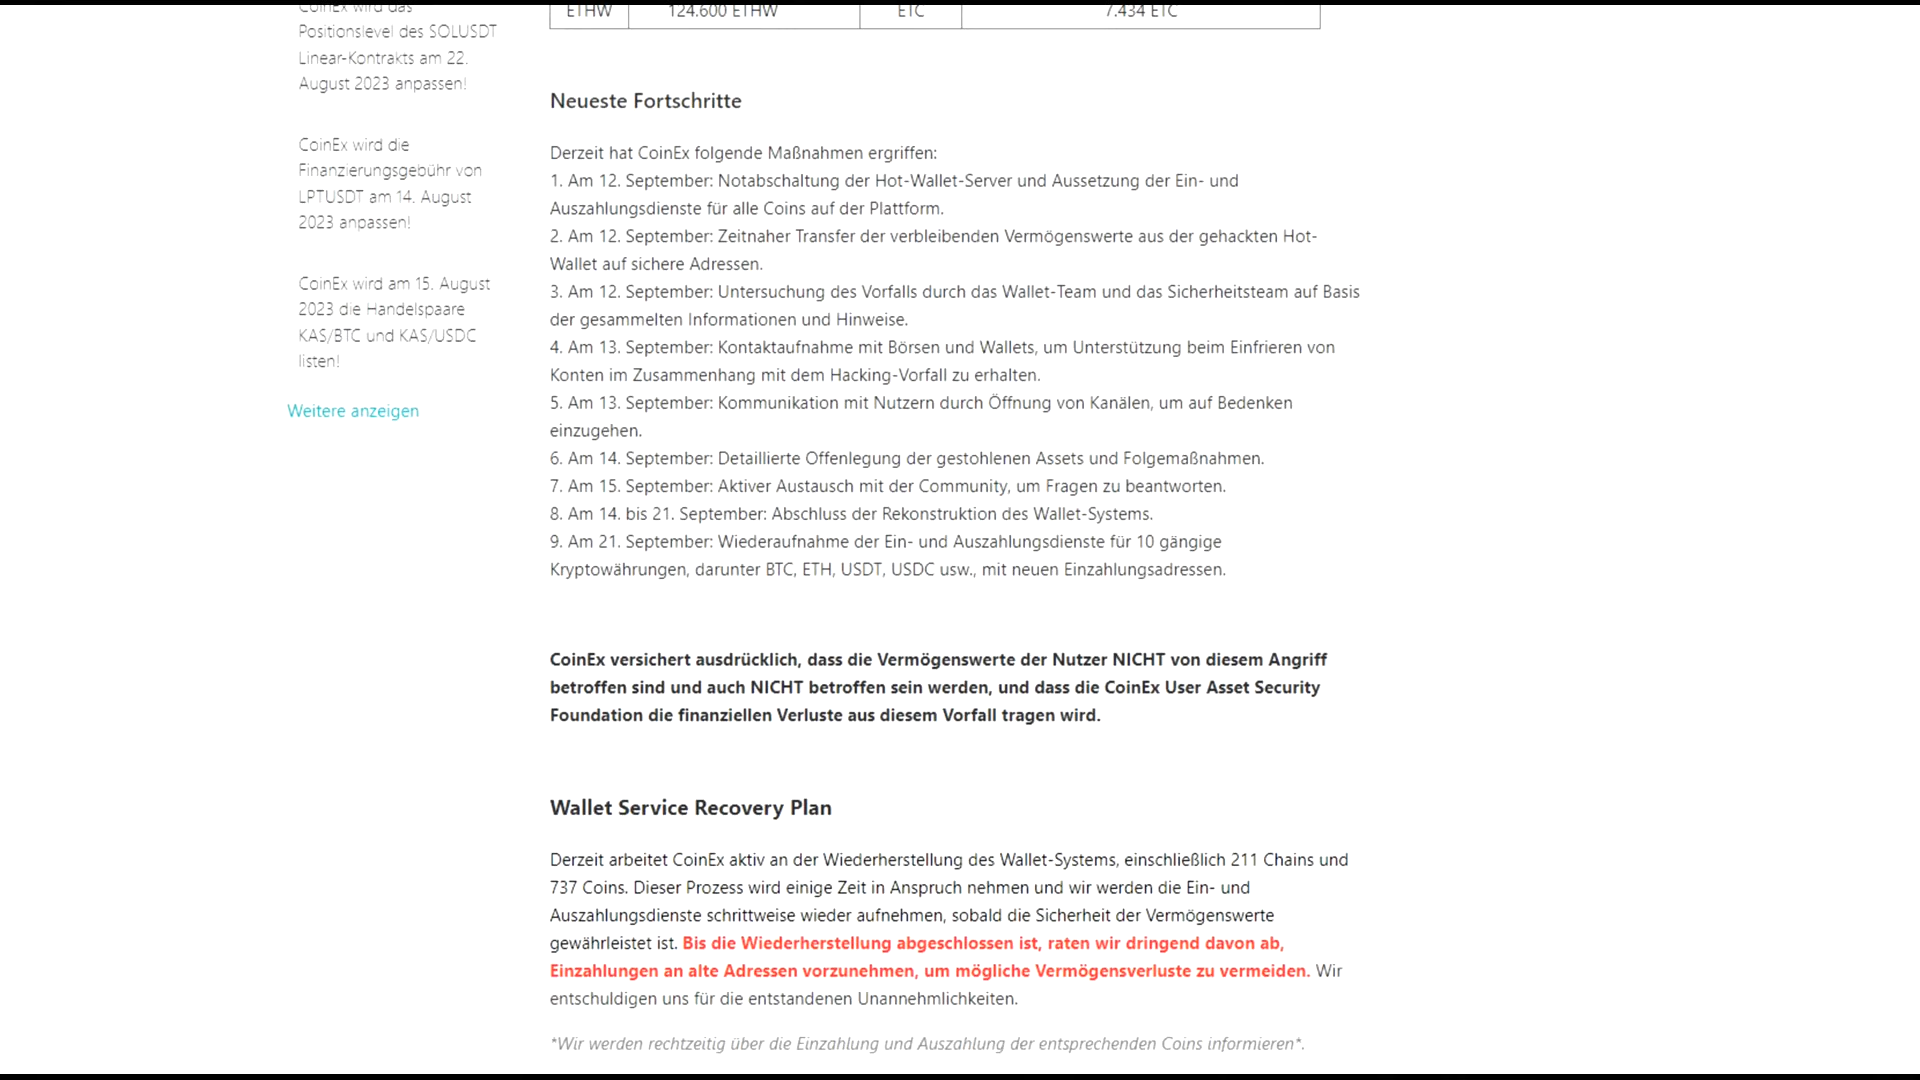 CoinEx wird das
Positionslevel des SOLUSDT
Linear-Kontrakts am 22.
August 2023 anpassen!
CoinEx wird die
Finanzierungsgebühr von
LPTUSDT am 14. August
2023 anpassen!
CoinEx wird am 15. August
2023 die Handelspaare
KAS/BTC und KAS/USDC
listen!
Weitere anzeigen
ETHW 124.600 ETHW ETC 7.434 ETC
Neueste Fortschritte
Derzeit hat CoinEx folgende Maßnahmen ergriffen:
1. Am 12. September: Notabschaltung der Hot-Wallet-Server und Aussetzung der Ein- und
Auszahlungsdienste für alle Coins auf der Plattform.
2. Am 12. September: Zeitnaher Transfer der verbleibenden Vermögenswerte aus der gehackten Hot-
Wallet auf sichere Adressen.
3. Am 12. September: Untersuchung des Vorfalls durch das Wallet-Team und das Sicherheitsteam auf Basis
der gesammelten Informationen und Hinweise.
4. Am 13. September: Kontaktaufnahme mit Börsen und Wallets, um Unterstützung beim Einfrieren von
Konten im Zusammenhang mit dem Hacking-Vorfall zu erhalten.
5. Am 13. September: Kommunikation mit Nutzern durch Öffnung von Kanälen, um auf Bedenken
einzugehen.
6. Am 14. September: Detaillierte Offenlegung der gestohlenen Assets und Folgemaßnahmen.
7. Am 15. September: Aktiver Austausch mit der Community, um Fragen zu beantworten.
8. Am 14. bis 21. September: Abschluss der Rekonstruktion des Wallet-Systems.
9. Am 21. September: Wiederaufnahme der Ein- und Auszahlungsdienste für 10 gängige
Kryptowährungen, darunter BTC, ETH, USDT, USDC usw., mit neuen Einzahlungsadressen.
CoinEx versichert ausdrücklich, dass die Vermögenswerte der Nutzer NICHT von diesem Angriff
betroffen sind und auch NICHT betroffen sein werden, und dass die CoinEx User Asset Security
Foundation die finanziellen Verluste aus diesem Vorfall tragen wird.
Wallet Service Recovery Plan
Derzeit arbeitet CoinEx aktiv an der Wiederherstellung des Wallet-Systems, einschließlich 211 Chains und
737 Coins. Dieser Prozess wird einige Zeit in Anspruch nehmen und wir werden die Ein- und
Auszahlungsdienste schrittweise wieder aufnehmen, sobald die Sicherheit der Vermögenswerte
gewährleistet ist. Bis die Wiederherstellung abgeschlossen ist, raten wir dringend davon ab,
Einzahlungen an alte Adressen vorzunehmen, um mögliche Vermögensverluste zu vermeiden. Wir
entschuldigen uns für die entstandenen Unannehmlichkeiten.
*Wir werden rechtzeitig über die Einzahlung und Auszahlung der entsprechenden Coins informieren*.